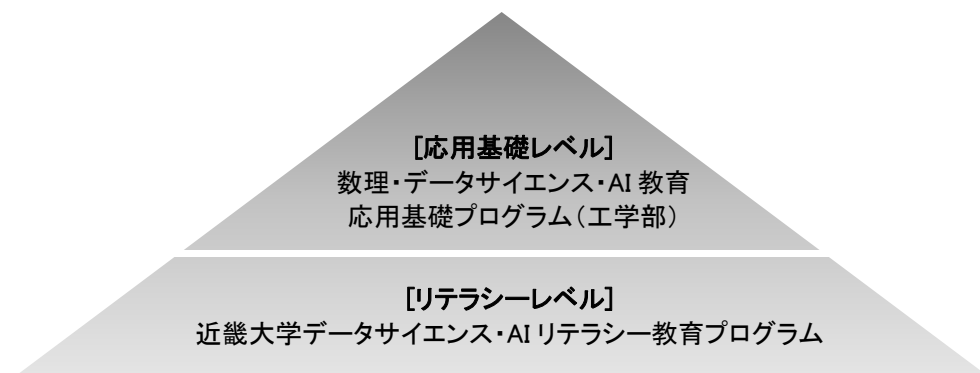 [応用基礎レベル]
数理・データサイエンス・AI 教育
応用基礎プログラム（工学部）
[リテラシーレベル]
近畿大学データサイエンス・AI リテラシー教育プログラム